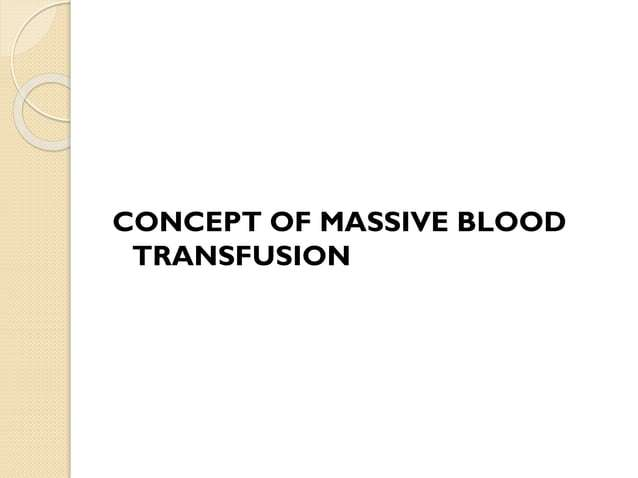 CONCEPT OF MASSIVE BLOOD
TRANSFUSION